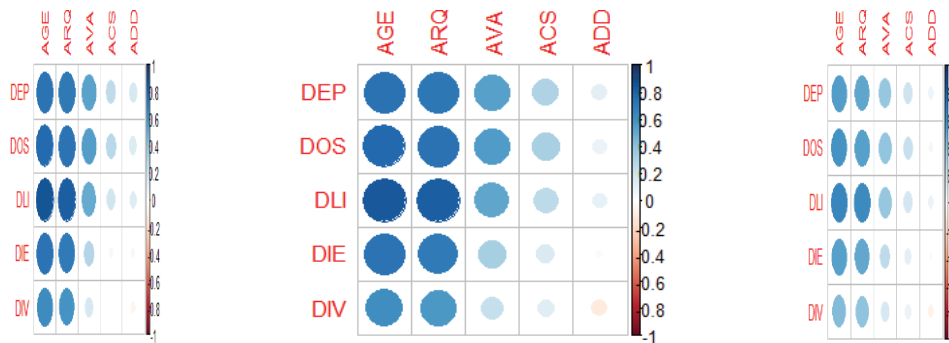 AGE ARQ AVA ACS ADD
DEP
DOS
DLI
DIE
DIV
1
0.8
0.6
0.4
0.2
0
-0.2
-0.4
-0.6
-0.8
-1
AGE ARQ AVA ACS ADD
DEP
DOS
DLI
DIE
DIV
1
0.8
0.6
0.4
0.2
0
-0.2
-0.4
-0.6
-0.8
-1
AGE ARQ AVA ACS ADD
DEP
DOS
DLI
DIE
DIV